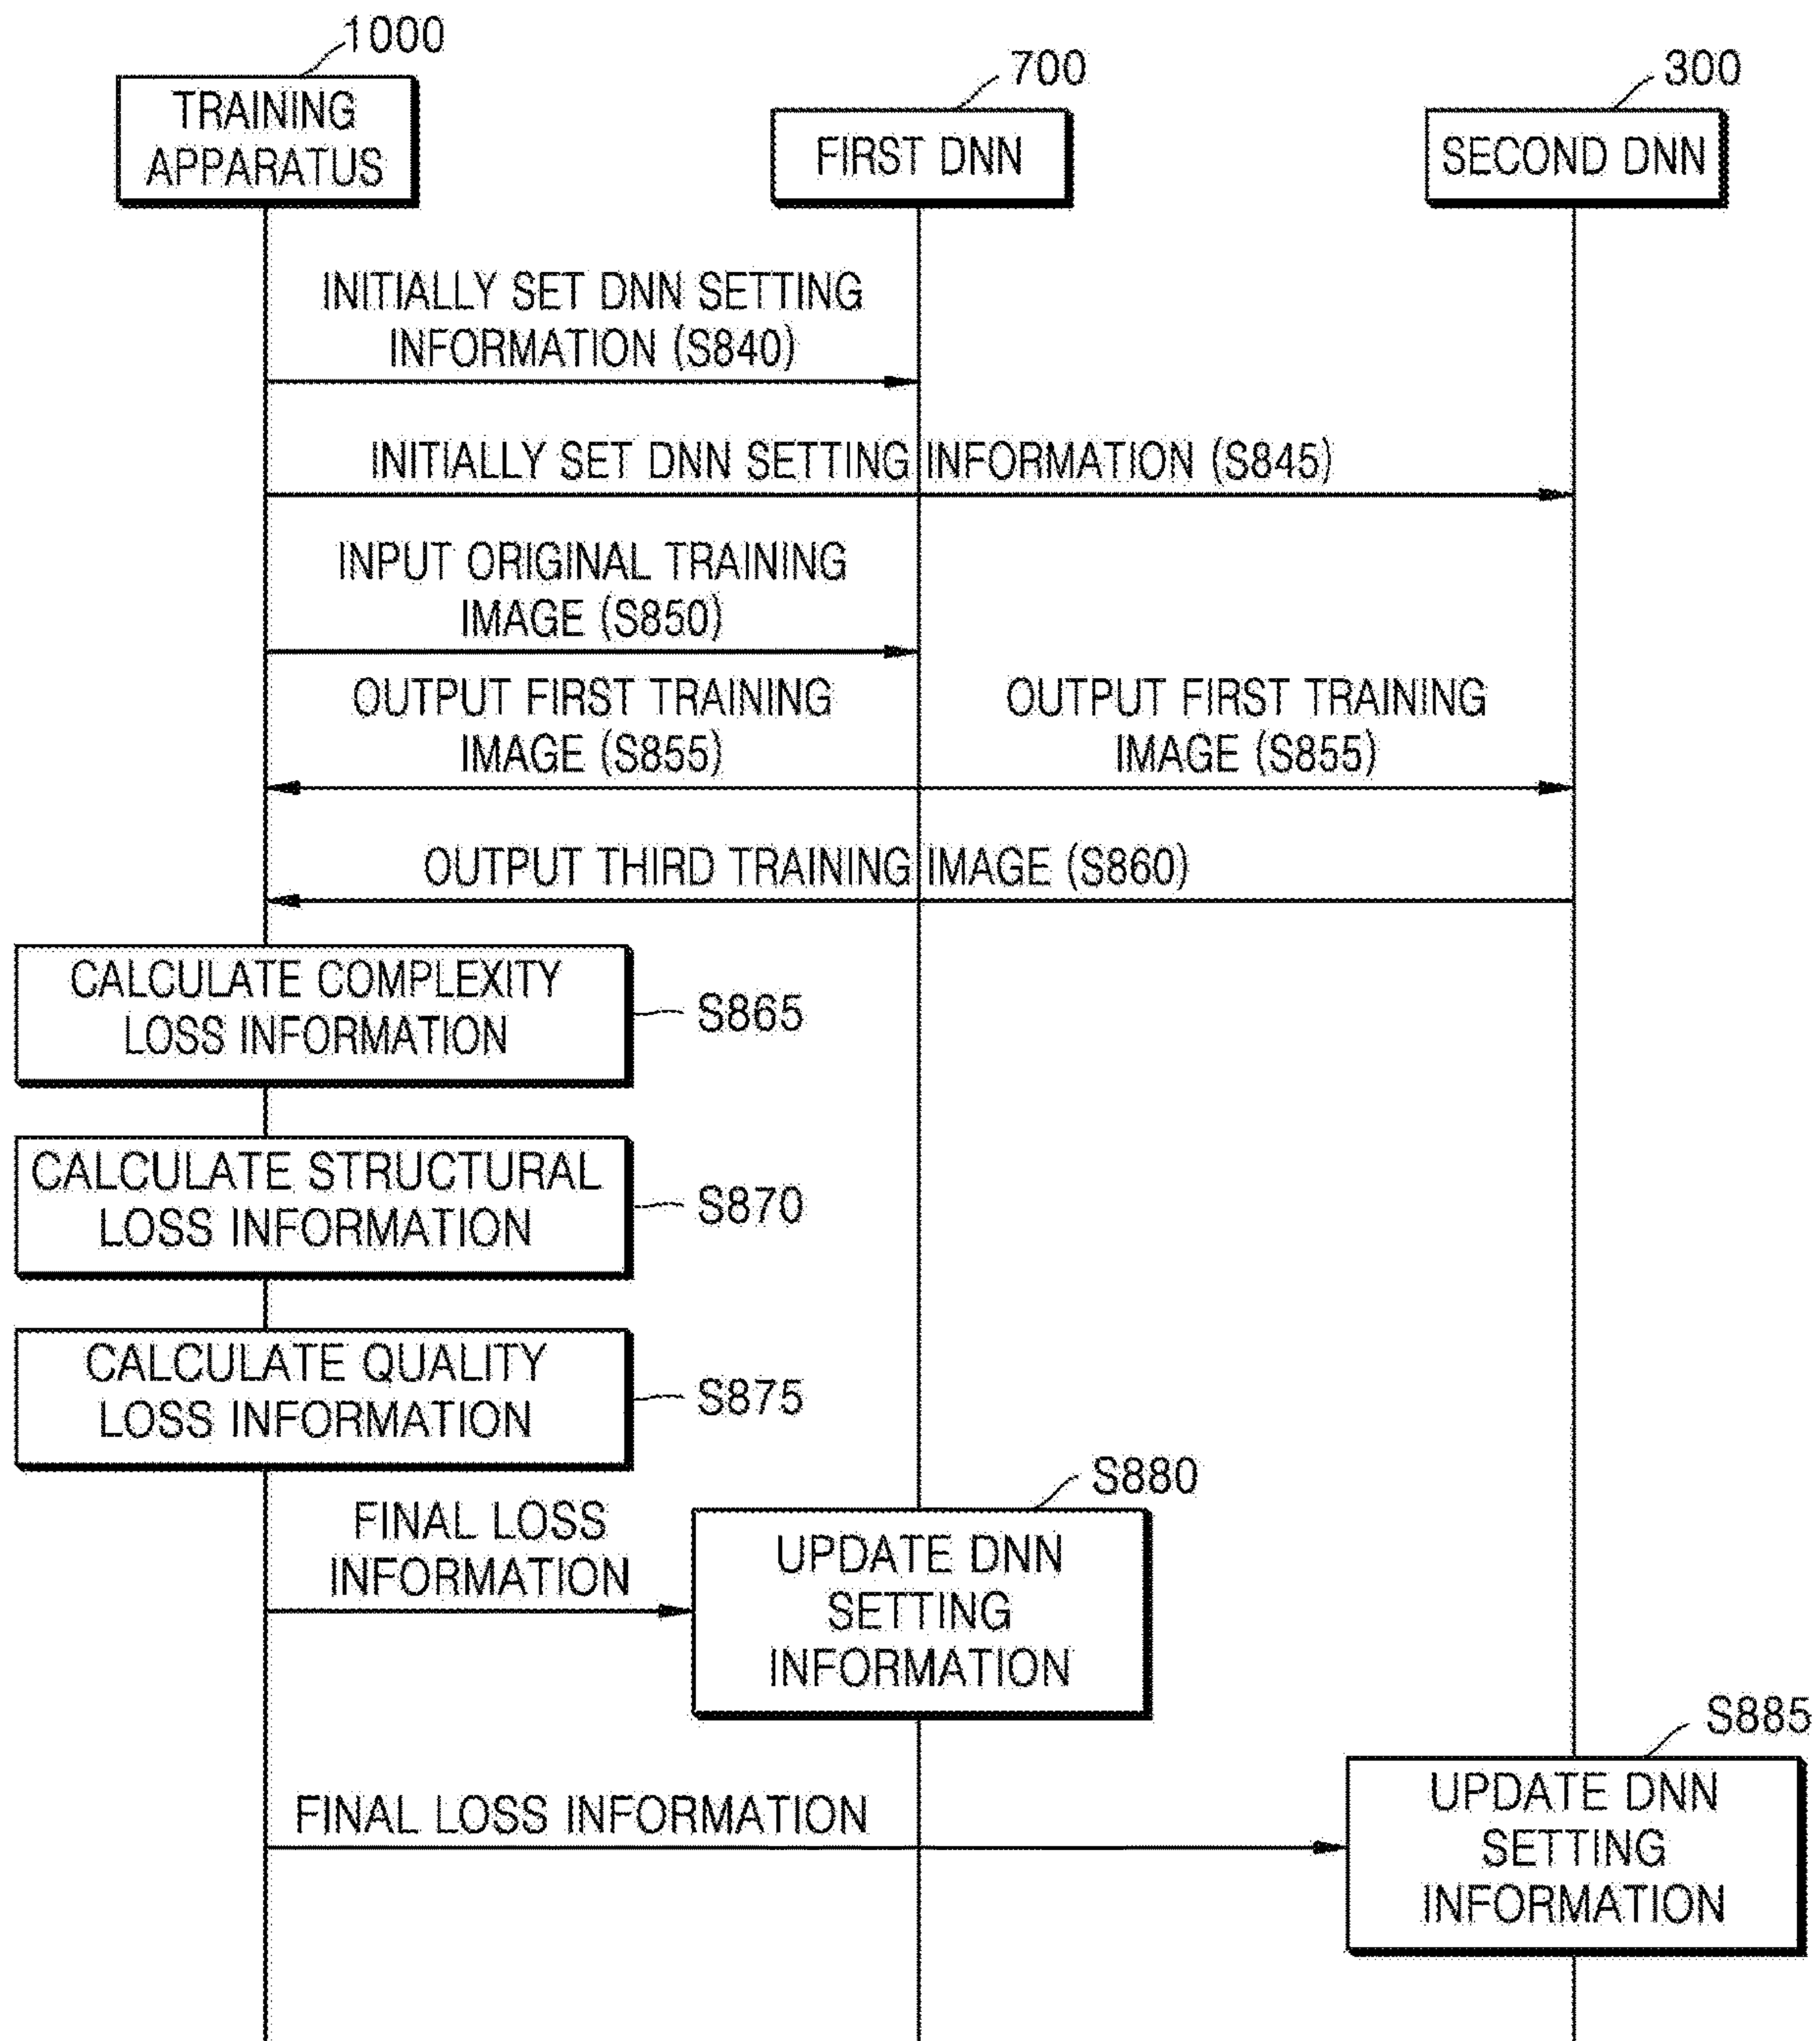 1000
700
300
TRAINING
APPARATUS
FIRST DNN
SECOND DNN
INITIALLY SET DNN SETTING
INFORMATION (S840)
INITIALLY SET DNN SETTING INFORMATION (S845)
INPUT ORIGINAL TRAINING
IMAGE (S850)
OUTPUT FIRST TRAINING
IMAGE (S855)
OUTPUT FIRST TRAINING
IMAGE (S855)
OUTPUT THIRD TRAINING IMAGE (S860)
CALCULATE COMPLEXITY
LOSS INFORMATION
S865
CALCULATE STRUCTURAL
LOSS INFORMATION
S870
CALCULATE QUALITY
LOSS INFORMATION
S875
FINAL LOSS
INFORMATION
S880
UPDATE DNN
SETTING
INFORMATION
FINAL LOSS INFORMATION
S885
UPDATE DNN
SETTING
INFORMATION